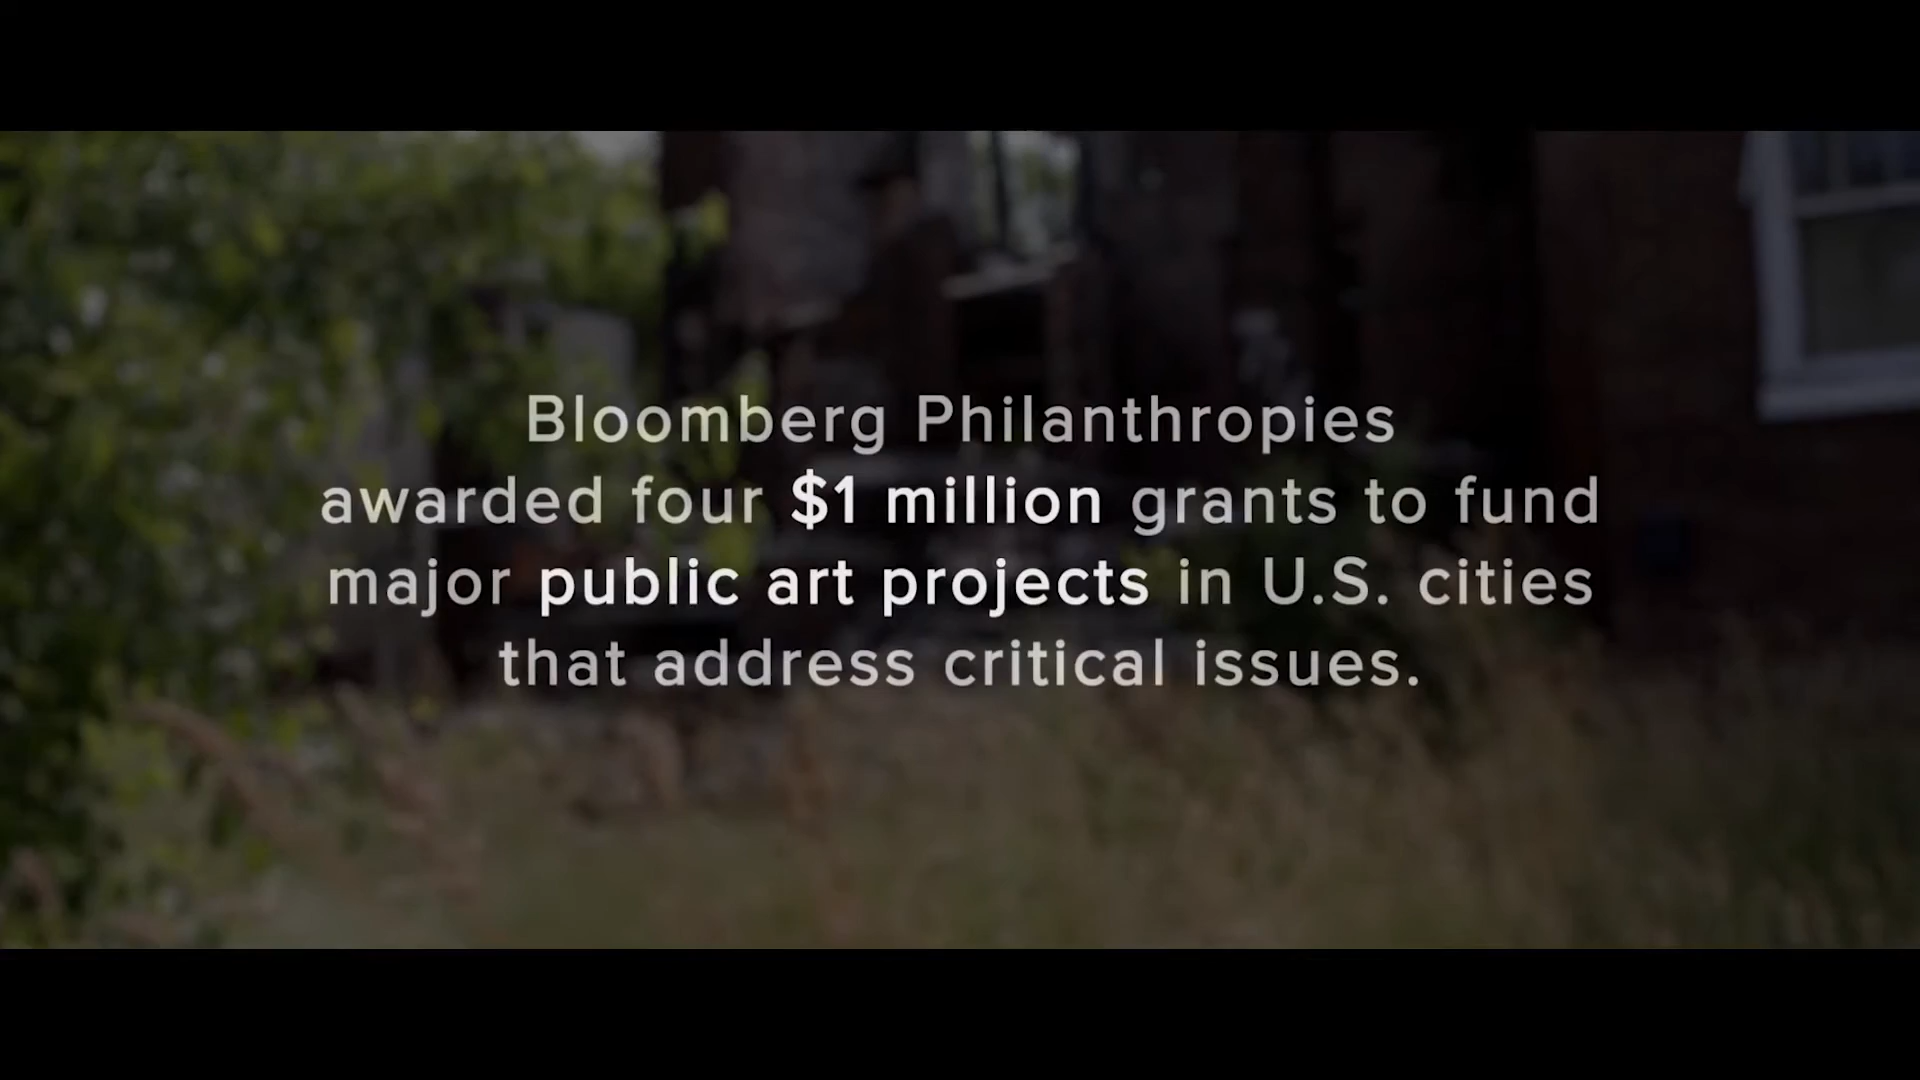 Bloomberg Philanthropies
awarded four $1 million grants to fund
major public art projects in U.S. cities
that address critical issues.